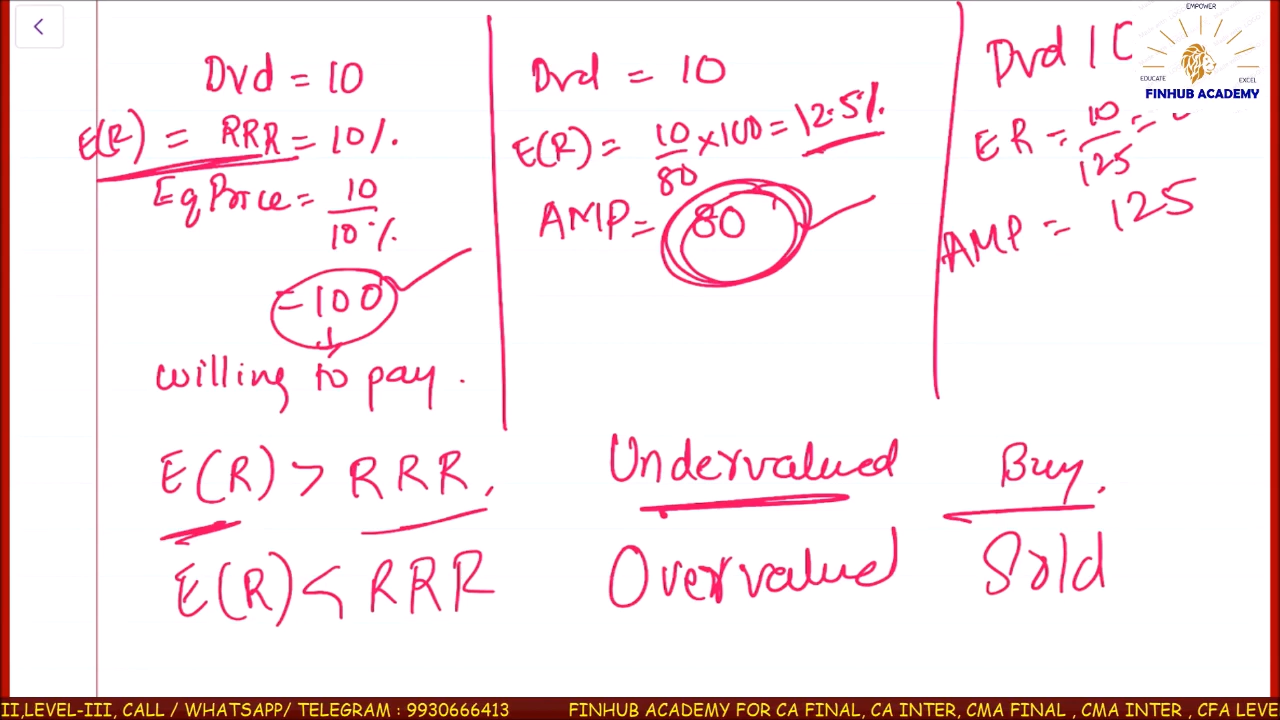 Dvd = 10
E(R) = RRR = 10%.
Eq Price = 10
10%.
= 100
willing to pay.
Dvd = 10
E(R) = 10 × 100 = 12.5%.
80
AMP = 80
Dvd 10
ER = 10 =
125
AMP = 125
E(R) > RRR, Undervalued Buy.
E(R) < RRR Overvalued Sold
EMPOWER
EDUCATE EXCEL
FINHUB ACADEMY
II,LEVEL-III, CALL / WHATSAPP/ TELEGRAM : 9930666413 FINHUB ACADEMY FOR CA FINAL, CA INTER, CMA FINAL , CMA INTER , CFA LEVE